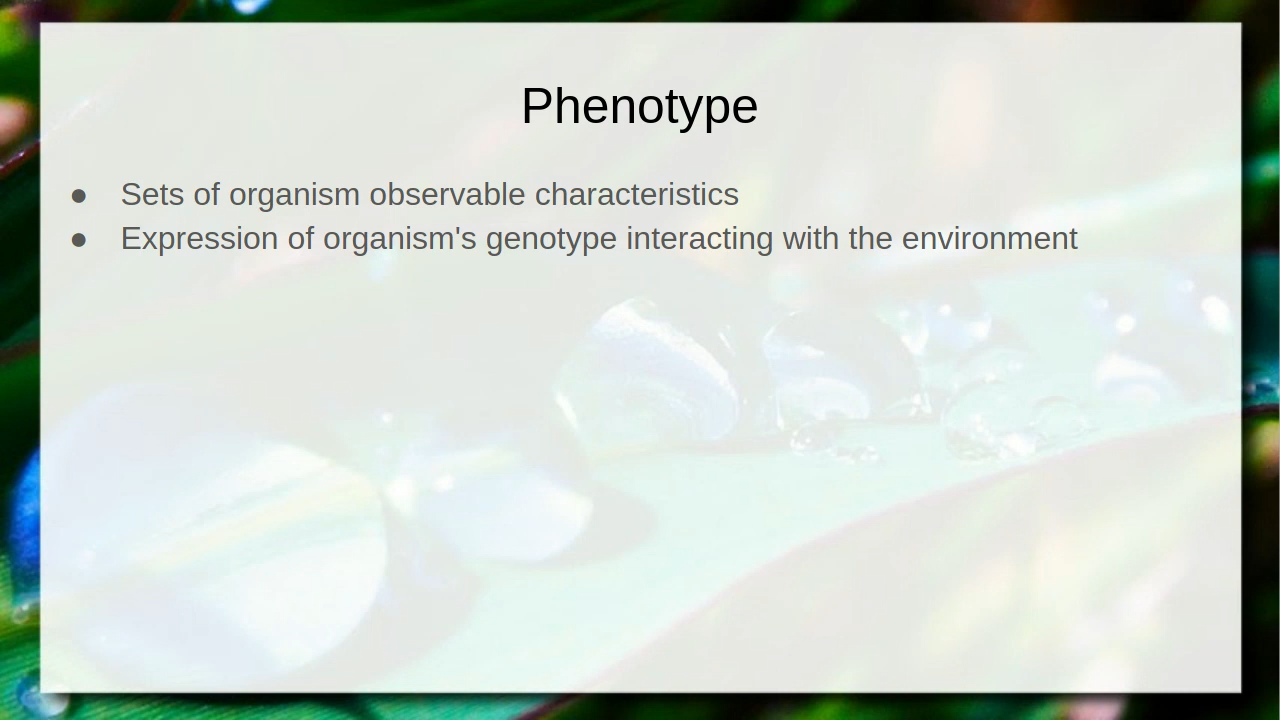 Phenotype
● Sets of organism observable characteristics
● Expression of organism's genotype interacting with the environment